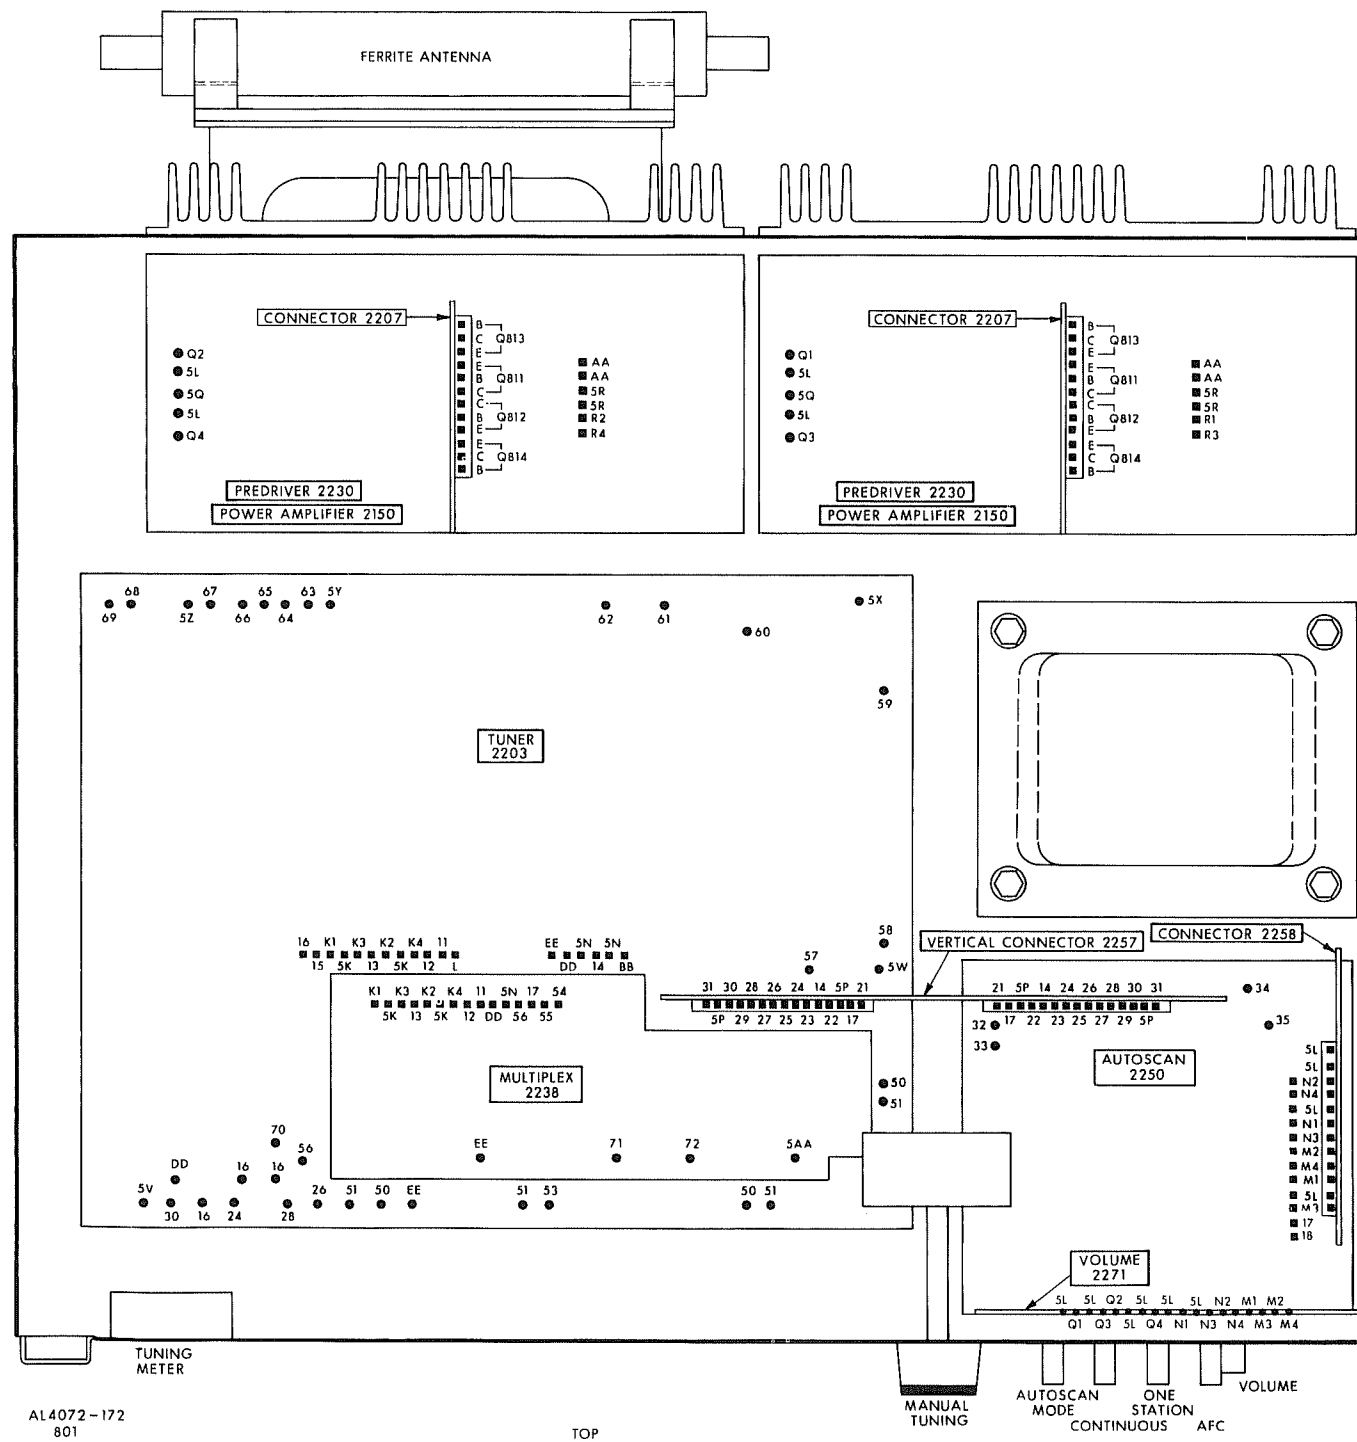 FERRITE ANTENNA
CONNECTOR 2207
B
C Q813
E
E
B Q811
C
C
B Q812
E
E
C Q814
B
Q2
5L
5Q
5L
Q4
AA
AA
5R
5R
R2
R4
PREDRIVER 2230
POWER AMPLIFIER 2150
CONNECTOR 2207
B
C Q813
E
E
B Q811
C
C
B Q812
E
E
C Q814
B
Q1
5L
5Q
5L
Q3
AA
AA
5R
5R
R1
R3
PREDRIVER 2230
POWER AMPLIFIER 2150
68 67 65 63 5Y
69 5Z 66 64
62 61
60
5X
59
TUNER
2203
58
57
5W
16 K1 K3 K2 K4 11
15 5K 13 5K 12 L
EE 5N 5N
DD 14 BB
K1 K3 K2 K4 11 5N 17 54
5K 13 5K 12 DD 56 55
VERTICAL CONNECTOR 2257
CONNECTOR 2258
31 30 28 26 24 14 5P 21
5P 29 27 25 23 22 17
21 5P 14 24 26 28 30 31
17 22 23 25 27 29 5P
34
32
35
33
AUTOSCAN
2250
MULTIPLEX
2238
50
51
5L
5L
N2
N4
5L
N1
N3
M2
M4
M1
5L
M3
17
18
70
56
EE 71 72 5AA
DD 16 16
5V 30 16 24 28 26 51 50 EE 51 53 50 51
VOLUME
2271
5L 5L Q2 5L 5L 5L N2 M1 M2
Q1 Q3 5L Q4 N1 N3 N4 M3 M4
TUNING
METER
MANUAL
TUNING
AUTOSCAN
MODE
CONTINUOUS
ONE
STATION
AFC
VOLUME
AL4072-172
801
TOP